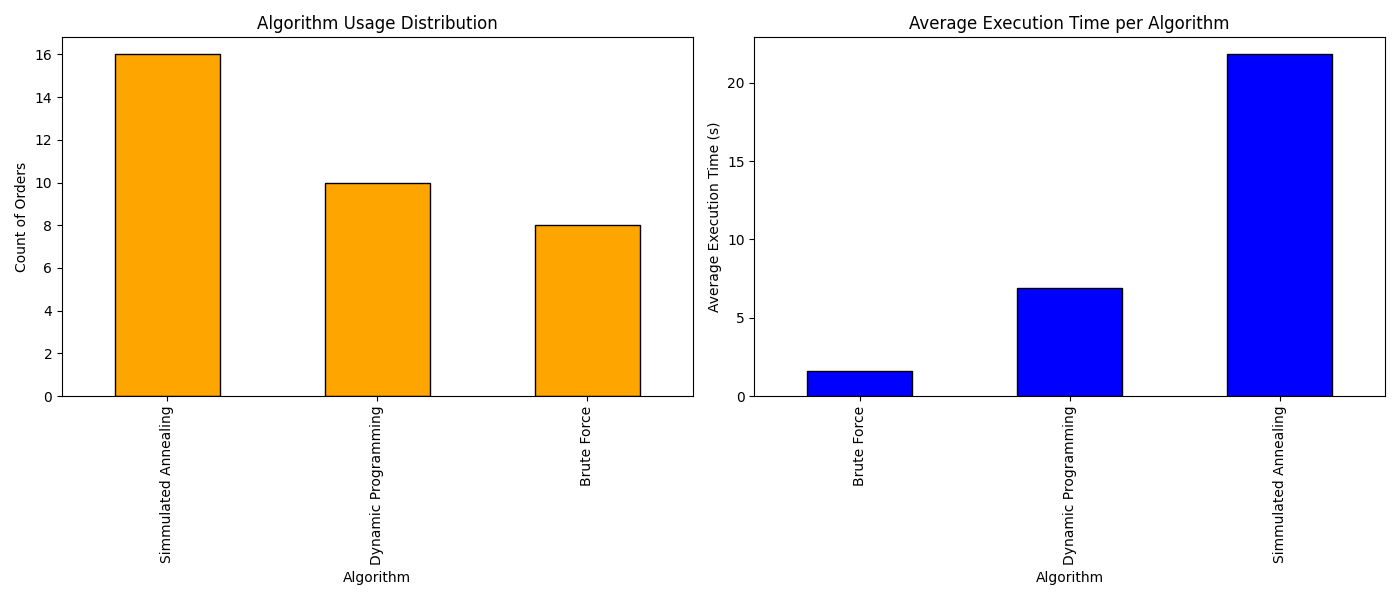 Algorithm Usage Distribution
Count of Orders
16
14
12
10
8
6
4
2
0
Simmulated Annealing
Dynamic Programming
Brute Force
Algorithm
Average Execution Time per Algorithm
Average Execution Time (s)
20
15
10
5
0
Brute Force
Dynamic Programming
Simmulated Annealing
Algorithm